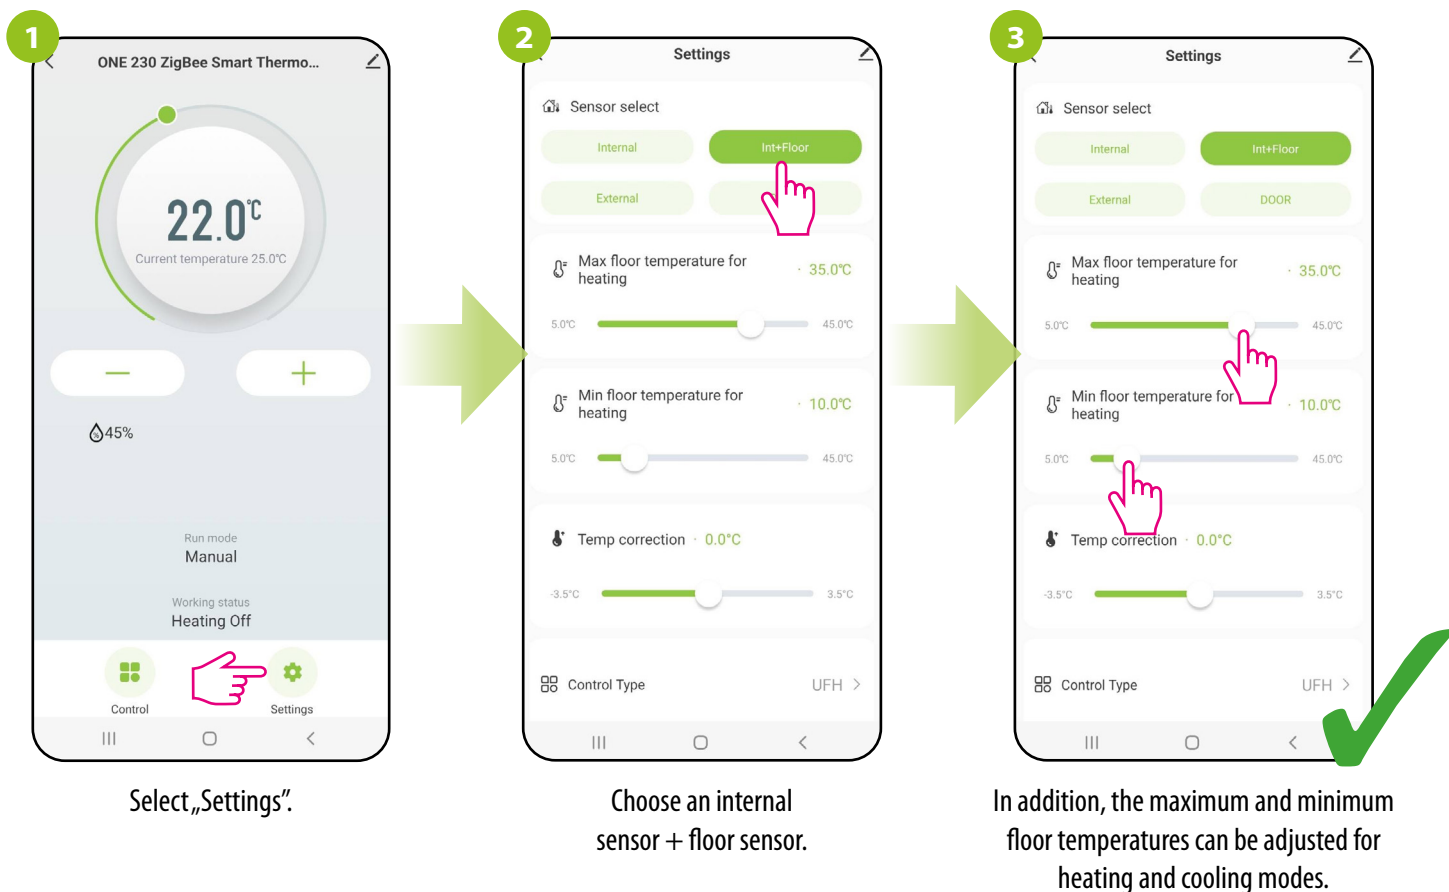 1
ONE 230 ZigBee Smart Thermo...
22.0°C
Current temperature 25.0°C
45%
Run mode
Manual
Working status
Heating Off
Control
Settings
Select „Settings”.
2
Settings
Sensor select
Internal
Int+Floor
External
Max floor temperature for
heating
· 35.0°C
5.0°C
45.0°C
Min floor temperature for
heating
· 10.0°C
5.0°C
45.0°C
Temp correction · 0.0°C
-3.5°C
3.5°C
Control Type
UFH >
Choose an internal
sensor + floor sensor.
3
Settings
Sensor select
Internal
Int+Floor
External
DOOR
Max floor temperature for
heating
· 35.0°C
5.0°C
45.0°C
Min floor temperature for
heating
· 10.0°C
5.0°C
45.0°C
Temp correction · 0.0°C
-3.5°C
3.5°C
Control Type
UFH >
In addition, the maximum and minimum
floor temperatures can be adjusted for
heating and cooling modes.